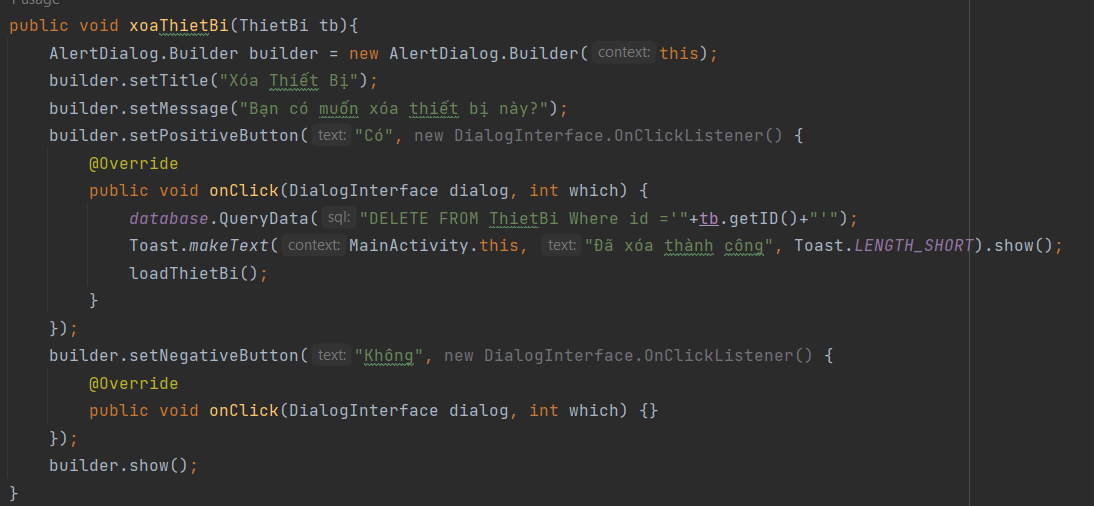 usage
public void xoaThietBi(ThietBi tb){
AlertDialog.Builder builder = new AlertDialog.Builder( context: this);
builder.setTitle("Xóa Thiết Bị");
builder.setMessage("Bạn có muốn xóa thiết bị này?");
builder.setPositiveButton( text: "Có", new DialogInterface.OnClickListener() {
@Override
public void onClick(DialogInterface dialog, int which) {
database.QueryData( sql: "DELETE FROM ThietBi Where id ='"+tb.getID()+"'");
Toast.makeText( context: MainActivity.this, text: "Đã xóa thành công", Toast.LENGTH_SHORT).show();
loadThietBi();
}
});
builder.setNegativeButton( text: "Không", new DialogInterface.OnClickListener() {
@Override
public void onClick(DialogInterface dialog, int which) {}
});
builder.show();
}